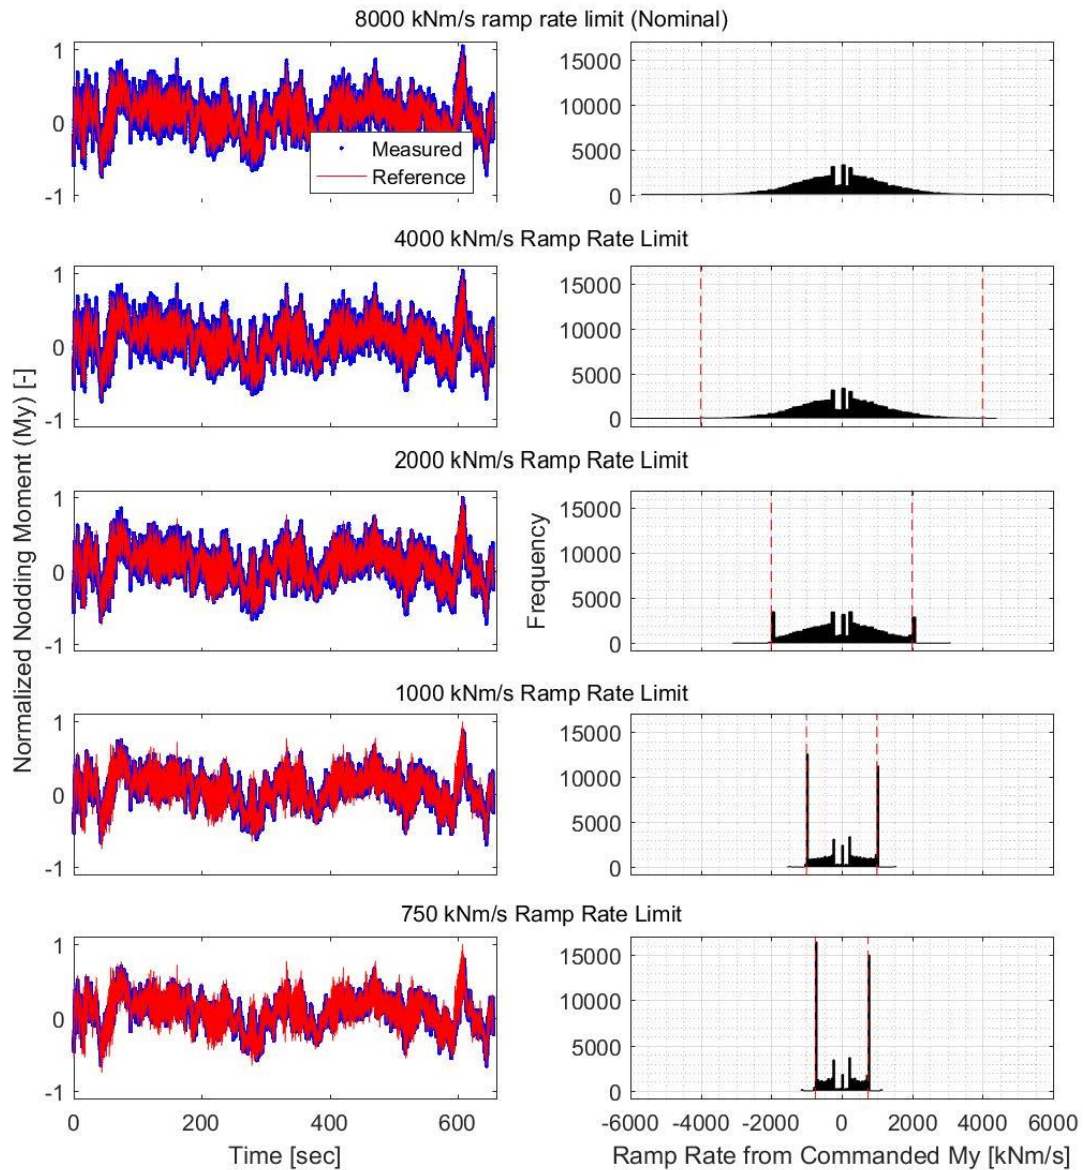 8000 kNm/s ramp rate limit (Nominal)
1
0
-1
Measured
Reference
15000
10000
5000
0
4000 kNm/s Ramp Rate Limit
1
0
-1
15000
10000
5000
0
2000 kNm/s Ramp Rate Limit
1
0
-1
15000
10000
5000
0
1000 kNm/s Ramp Rate Limit
1
0
-1
15000
10000
5000
0
750 kNm/s Ramp Rate Limit
1
0
-1
15000
10000
5000
0
0 200 400 600
-6000 -4000 -2000 0 2000 4000 6000
Time [sec]
Ramp Rate from Commanded My [kNm/s]
Normalized Nodding Moment (My) [-]
Frequency